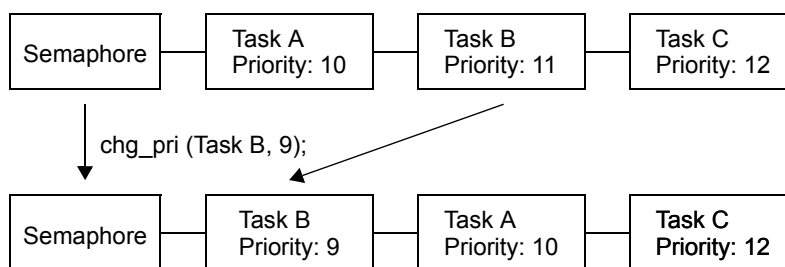 Semaphore
Task A
Priority: 10
Task B
Priority: 11
Task C
Priority: 12
chg_pri (Task B, 9);
Semaphore
Task B
Priority: 9
Task A
Priority: 10
Task C
Priority: 12